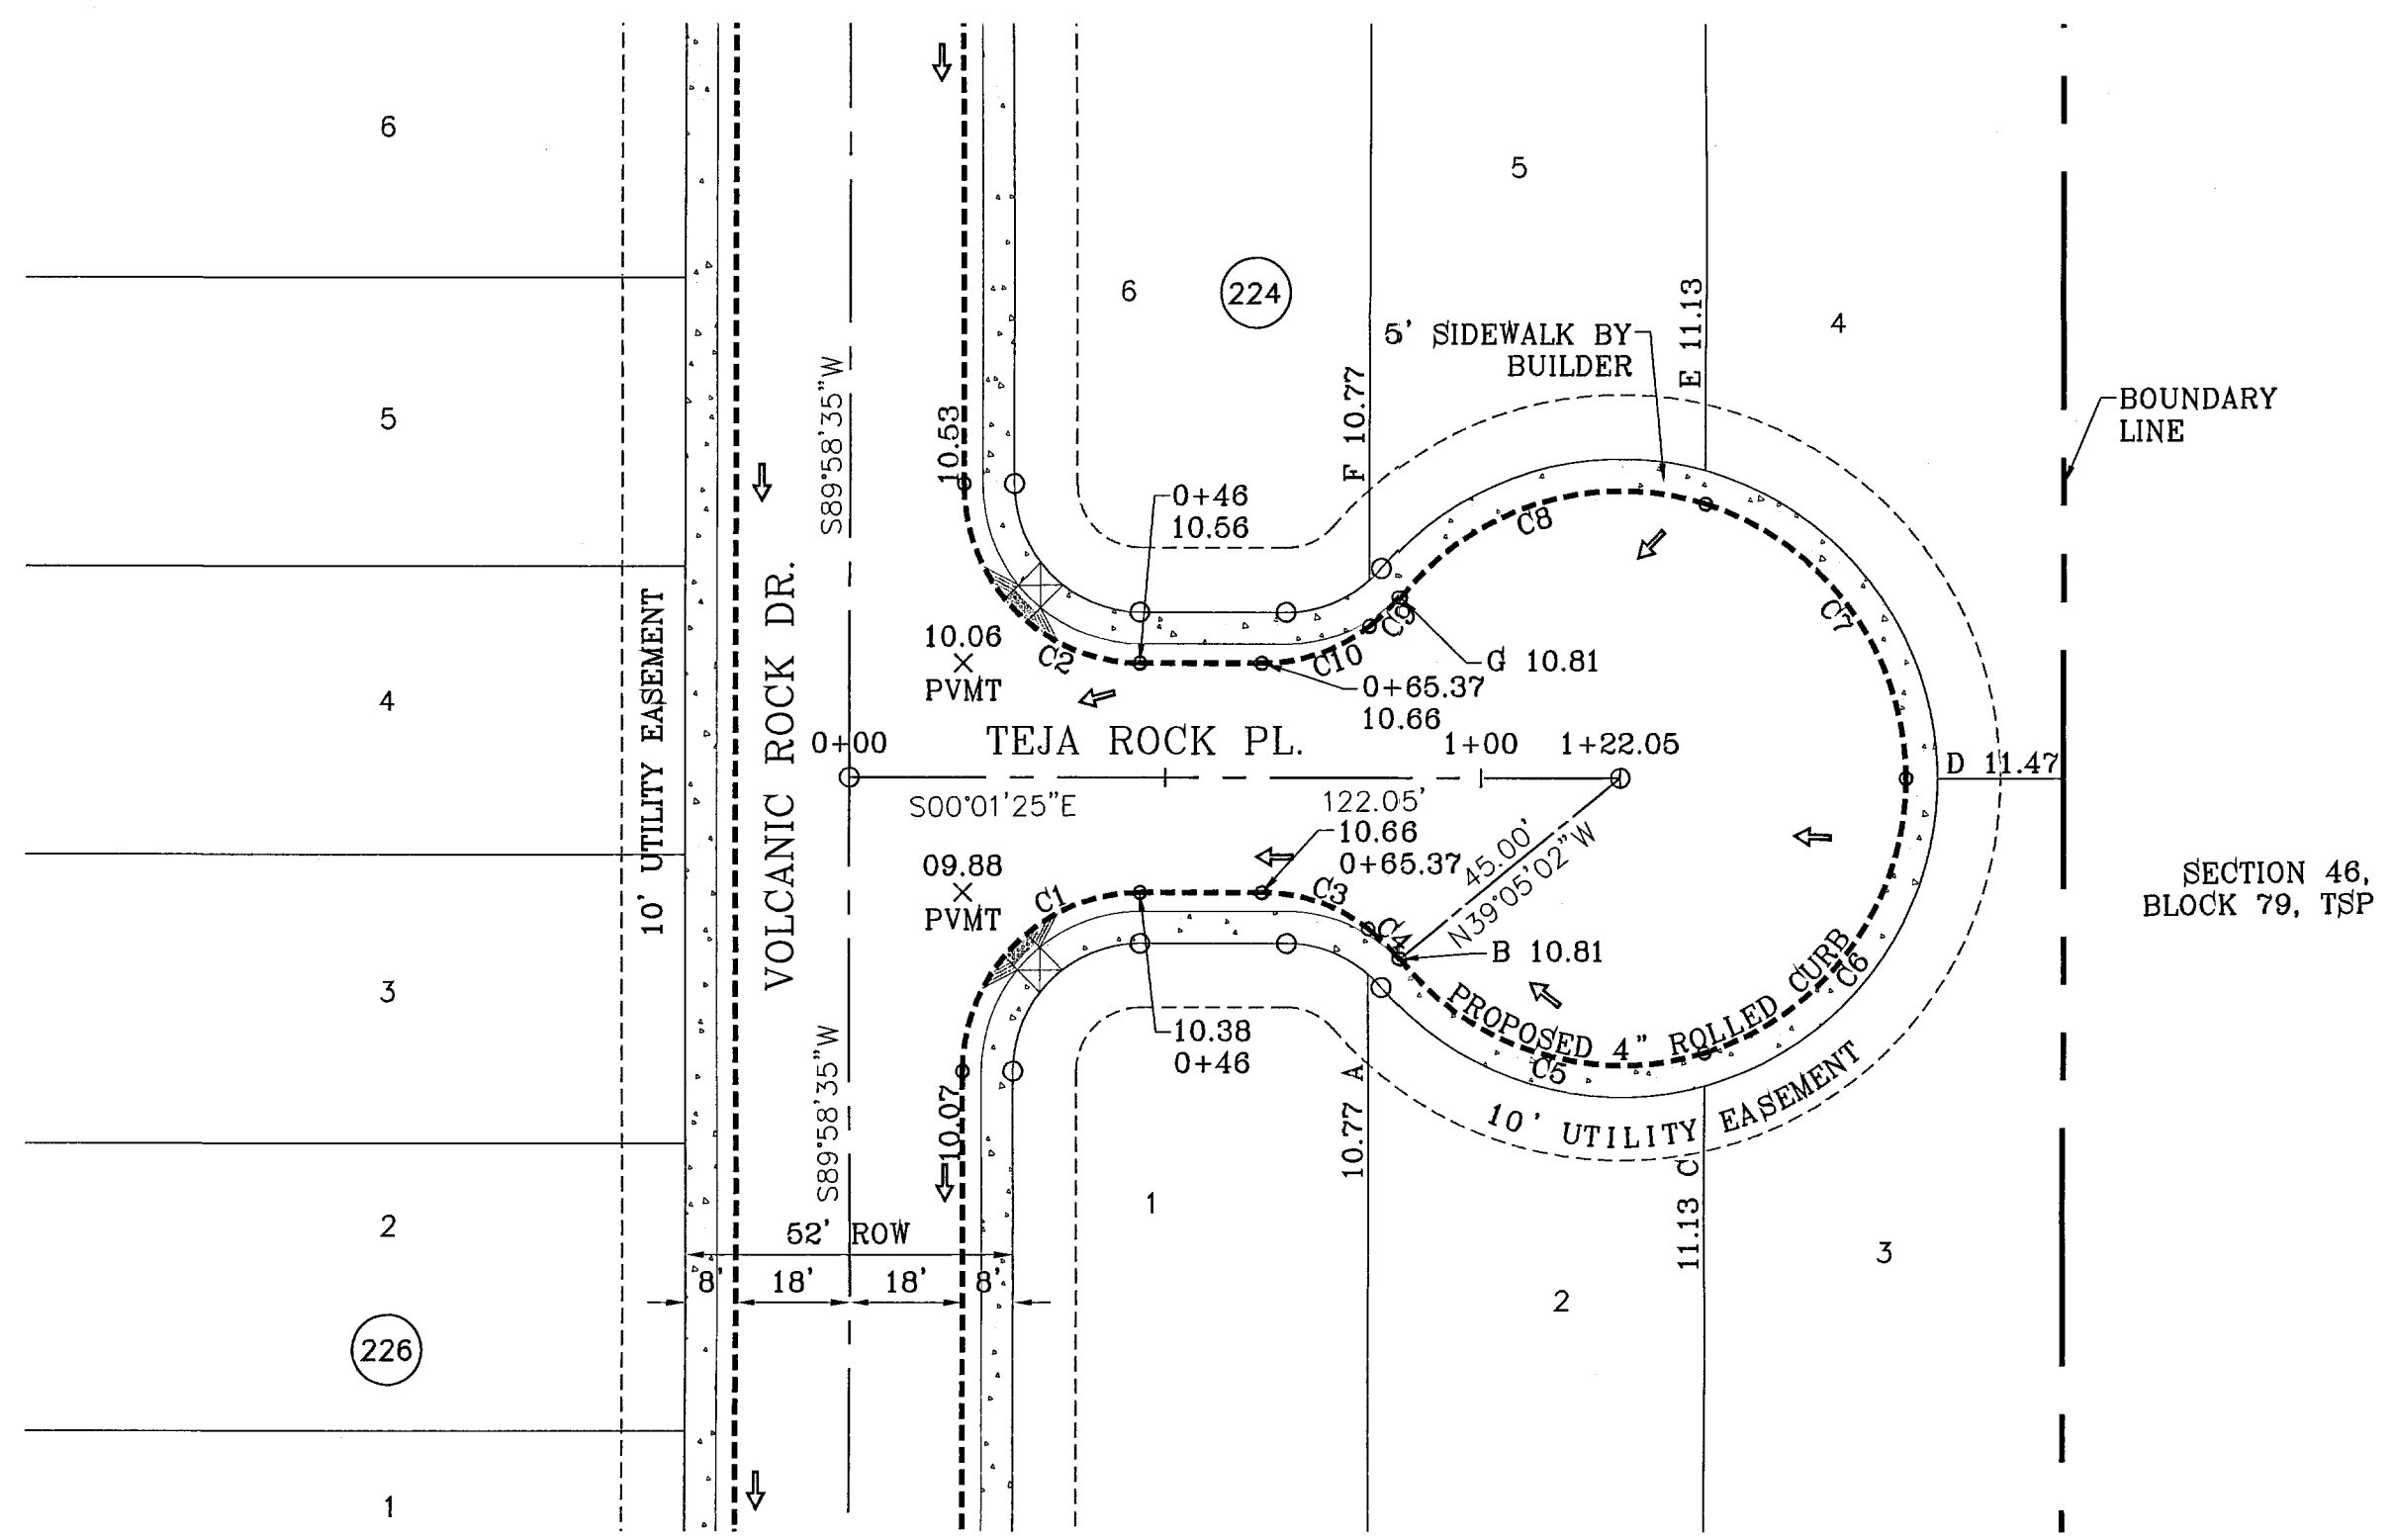 6
5
4
3
2
226
1
10' UTILITY EASEMENT
VOLCANIC ROCK DR.
S89°58'35"W
S89°58'35"W
10.53
10.07
52' ROW
8'
18'
18'
8'
0+00
10.06
PVMT
09.88
PVMT
C2
C1
6
224
5
4
F 10.77
E 11.13
5' SIDEWALK BY
BUILDER
BOUNDARY
LINE
0+46
10.56
C8
C9
C10
C7
G 10.81
0+65.37
10.66
TEJA ROCK PL.
1+00
1+22.05
D 11.47
S00°01'25"E
122.05'
10.66
0+65.37
45.00'
N39°05'02"W
C3
C4
B 10.81
PROPOSED 4" ROLLED CURB
C6
C5
10' UTILITY EASEMENT
10.38
0+46
10.77 A
11.13 C
1
2
3
SECTION 46,
BLOCK 79, TSP